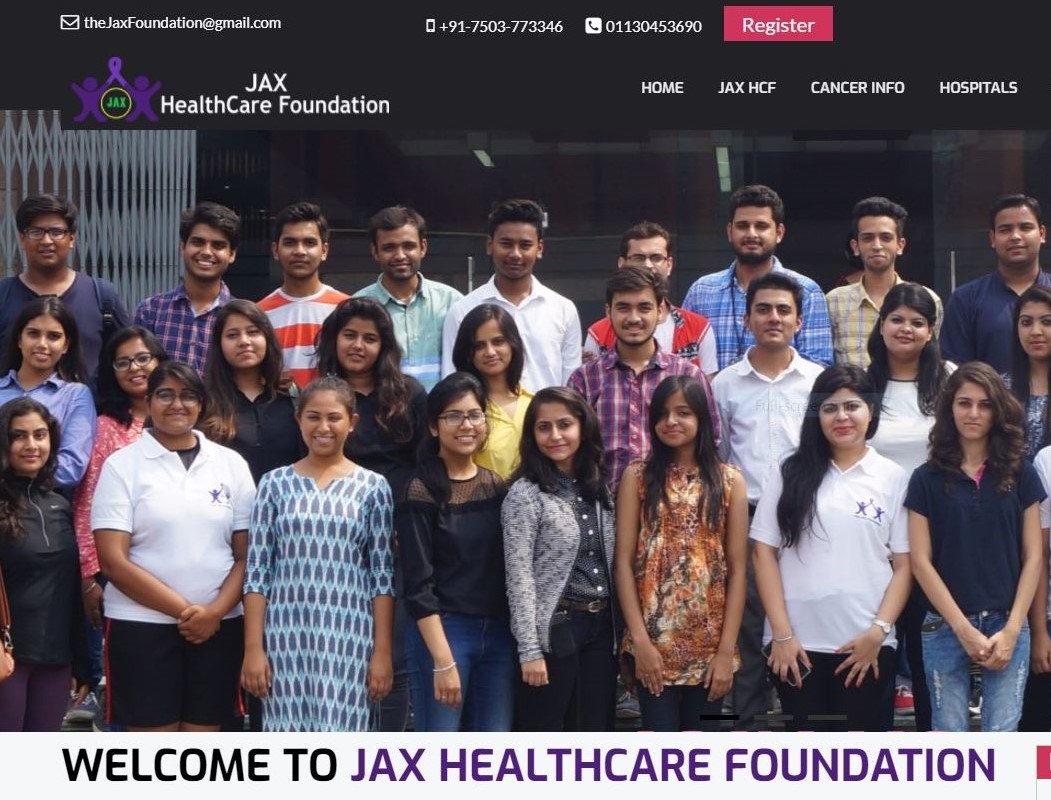 theJaxFoundation@gmail.com
+91-7503-773346
01130453690
Register
JAX
JAX
HealthCare Foundation
HOME
JAX HCF
CANCER INFO
HOSPITALS
WELCOME TO JAX HEALTHCARE FOUNDATION